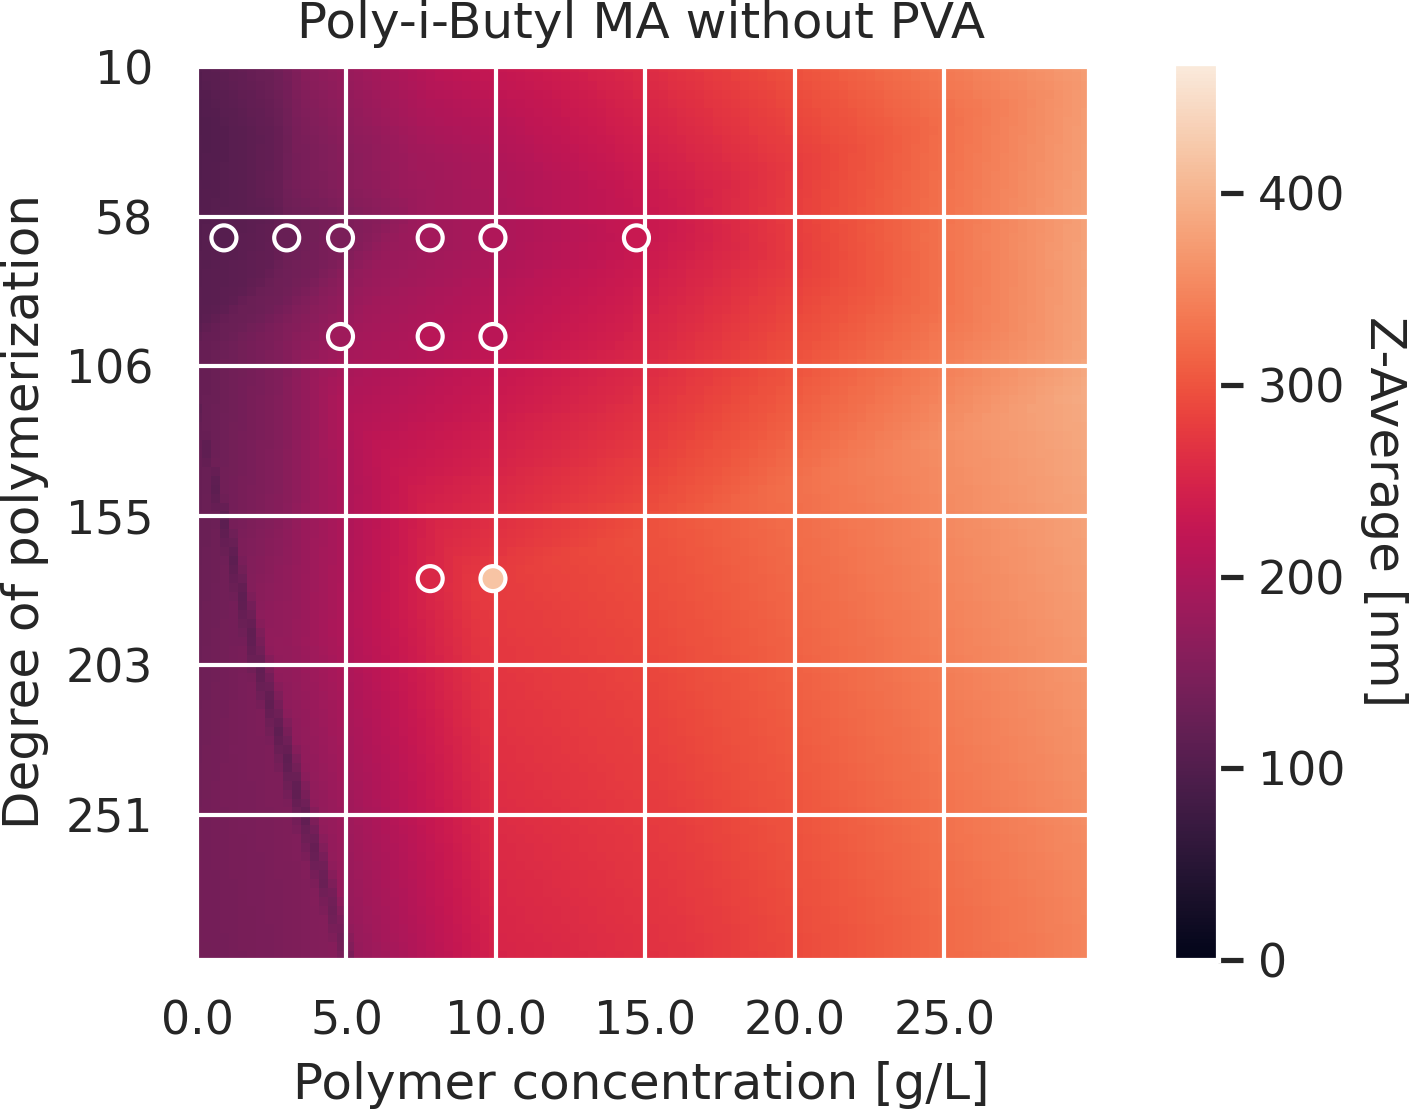 Poly-i-Butyl MA without PVA
10
58
106
155
203
251
Degree of polymerization
0.0 5.0 10.0 15.0 20.0 25.0
Polymer concentration [g/L]
400
300
200
100
0
Z-Average [nm]